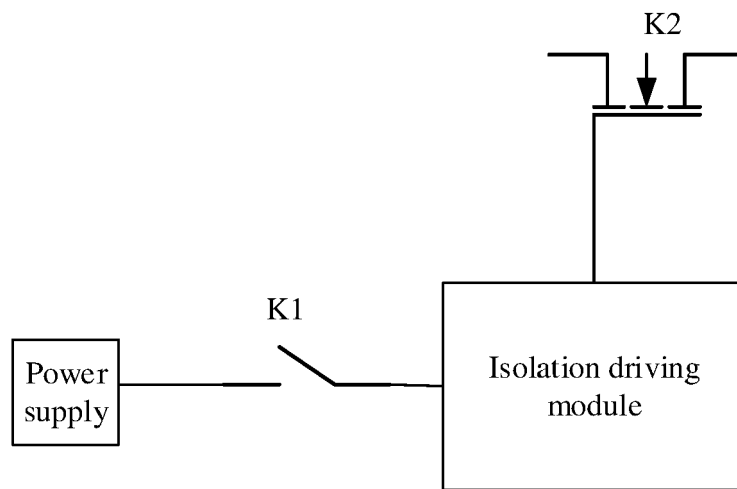 K2
K1
Power
supply
Isolation driving
module